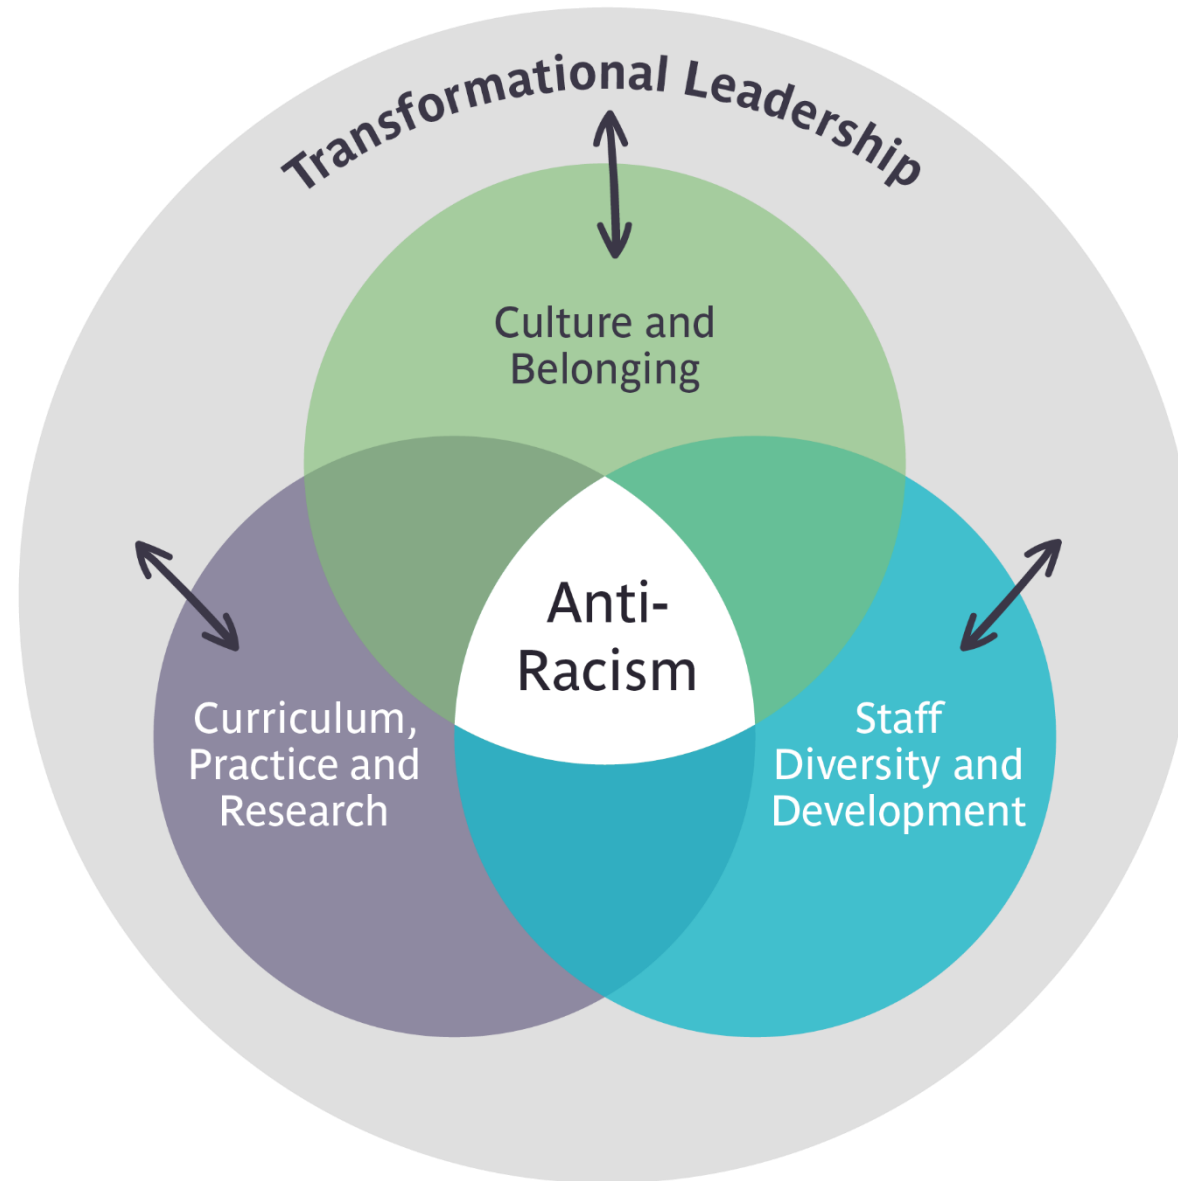 Transformational Leadership
Culture and
Belonging
Anti-
Racism
Curriculum,
Practice and
Research
Staff
Diversity and
Development